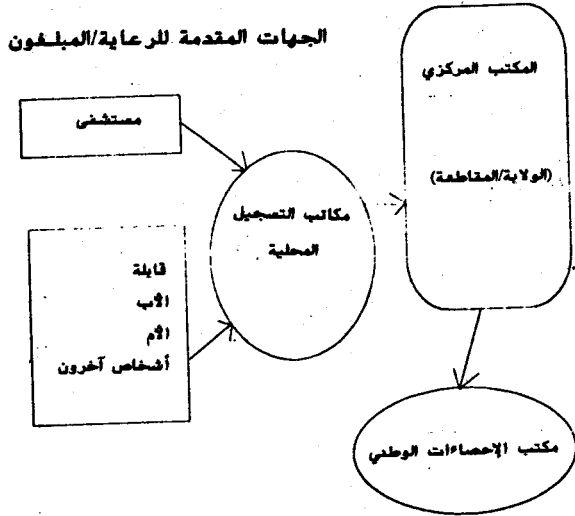 الجهات المقدمة للرعاية/المبلغون
المكتب المركزي
(الولاية/المقاطعة)
مستشفى
مكاتب التسجيل
المحلية
قابلة
الأب
الأم
أشخاص آخرون
مكتب الإحصاءات الوطني